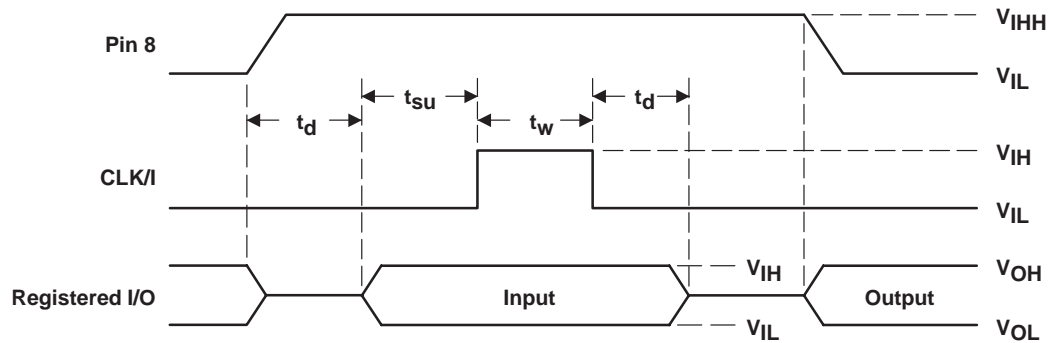 Pin 8
V_IHH
V_IL
t_su
t_d
t_d
t_w
CLK/I
V_IH
V_IL
Registered I/O
Input
V_IH
V_IL
Output
V_OH
V_OL